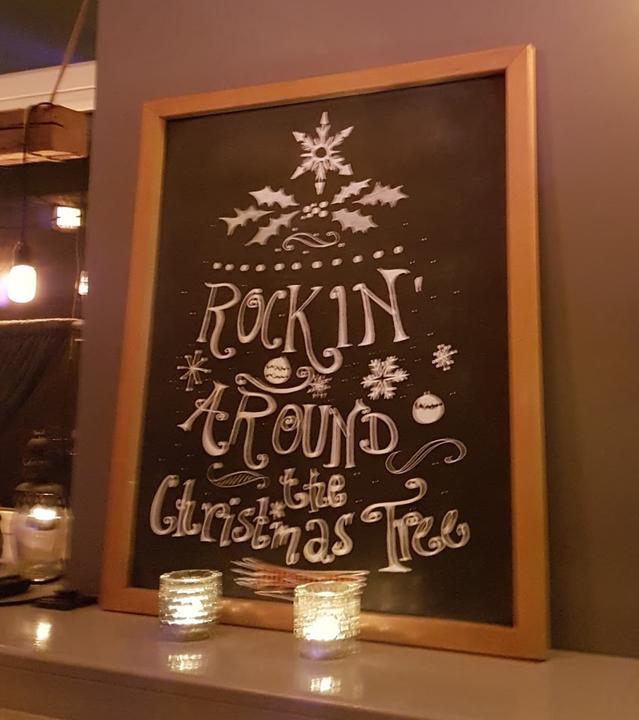 ROCKIN'
AROUND
the
Christmas Tree